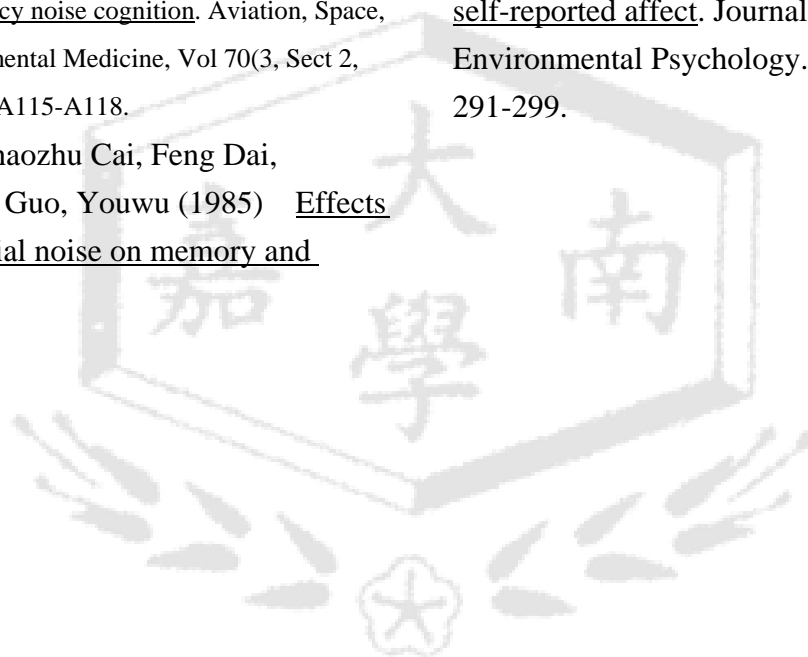 cy noise cognition. Aviation, Space,
mental Medicine, Vol 70(3, Sect 2,
A115-A118.
haozhu Cai, Feng Dai,
Guo, Youwu (1985) Effects
ial noise on memory and
self-reported affect. Journal
Environmental Psychology.
291-299.
大
嘉 南
學